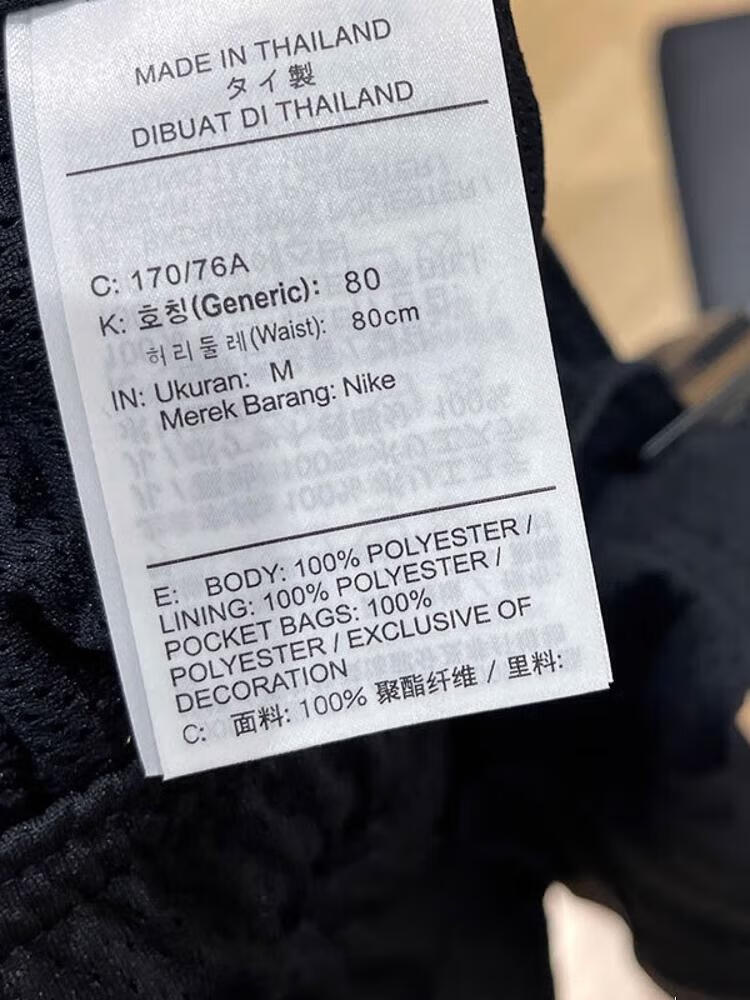 MADE IN THAILAND
タイ製
DIBUAT DI THAILAND
C: 170/76A
K: 호칭(Generic): 80
허리둘레(Waist): 80cm
IN: Ukuran: M
Merek Barang: Nike
E: BODY: 100% POLYESTER /
LINING: 100% POLYESTER /
POCKET BAGS: 100%
POLYESTER / EXCLUSIVE OF
DECORATION
C: 面料: 100% 聚酯纤维 / 里料: